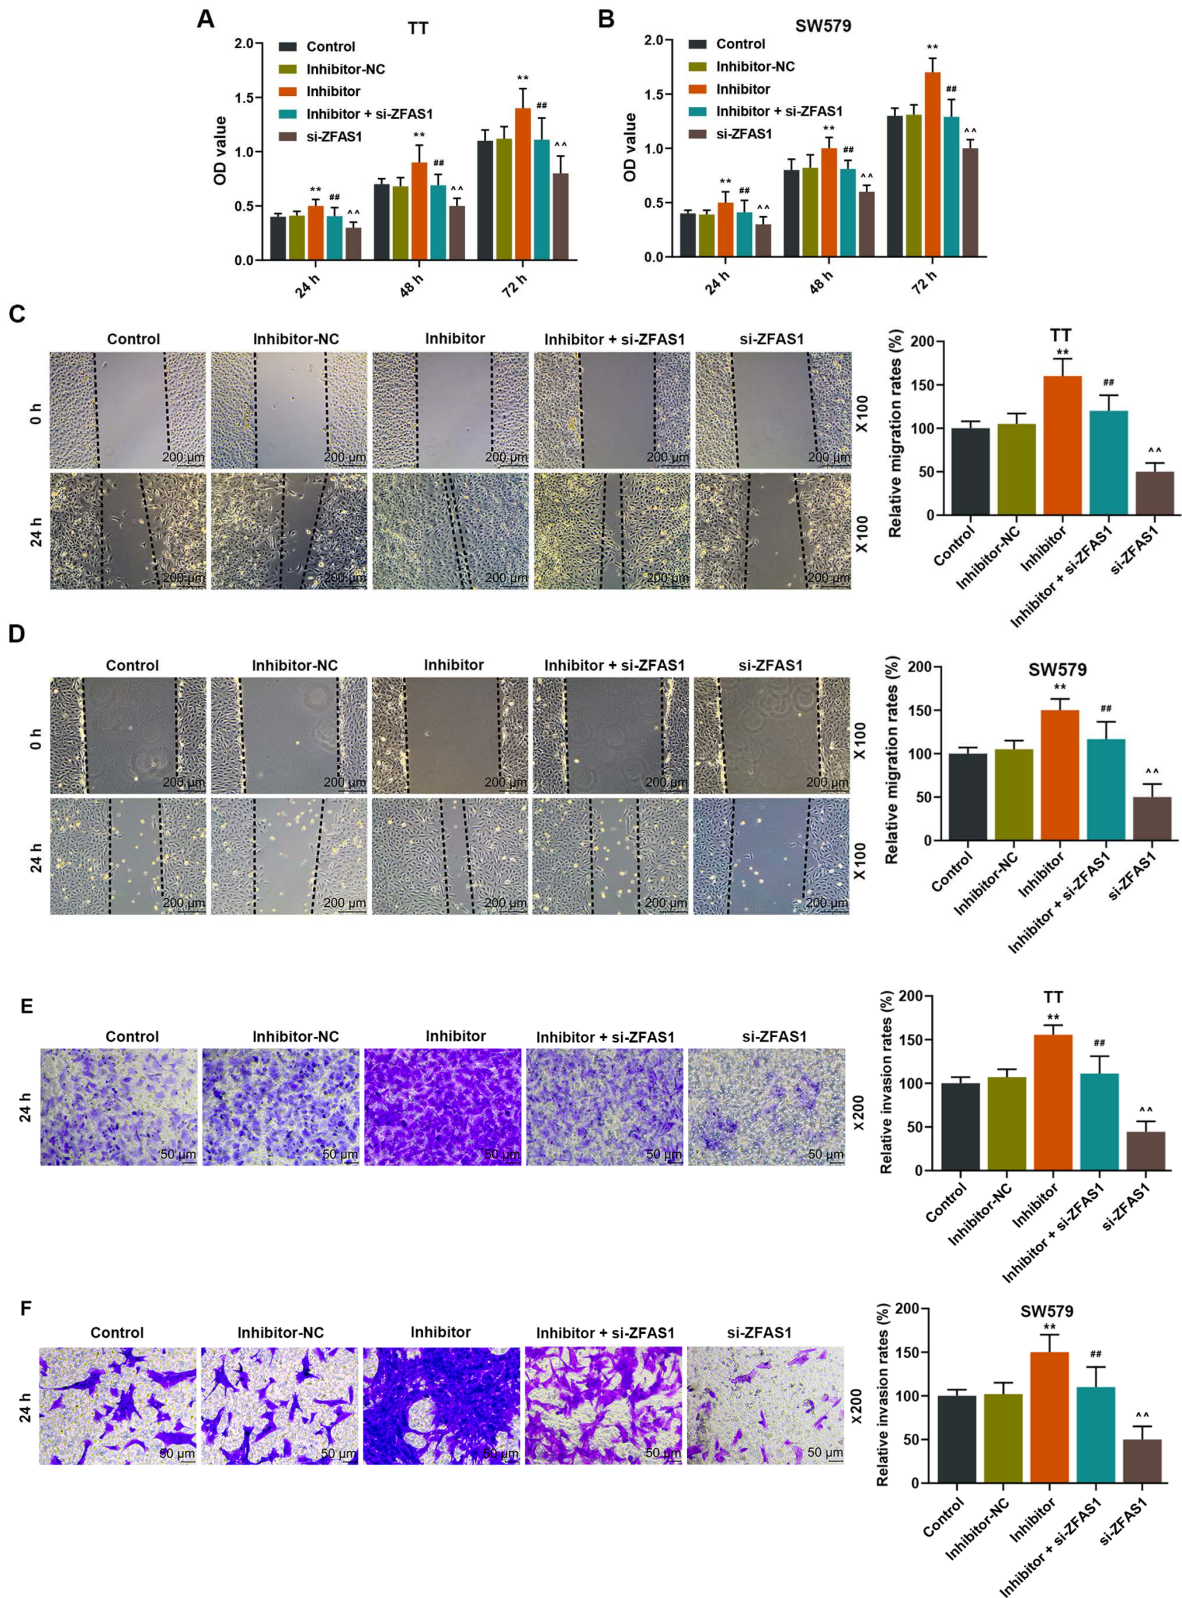 A
TT
OD value
2.0
1.5
1.0
0.5
0.0
Control
Inhibitor-NC
Inhibitor
Inhibitor + si-ZFAS1
si-ZFAS1
** ## ^^
** ## ^^
** ## ^^
24 h
48 h
72 h
B
SW579
OD value
2.0
1.5
1.0
0.5
0.0
Control
Inhibitor-NC
Inhibitor
Inhibitor + si-ZFAS1
si-ZFAS1
** ## ^^
** ## ^^
** ## ^^
24 h
48 h
72 h
C
Control
Inhibitor-NC
Inhibitor
Inhibitor + si-ZFAS1
si-ZFAS1
0 h
200 µm
200 µm
200 µm
200 µm
200 µm
X100
24 h
200 µm
200 µm
200 µm
200 µm
200 µm
X100
TT
Relative migration rates (%)
200
150
100
50
0
**
##
^^
Control
Inhibitor-NC
Inhibitor
Inhibitor + si-ZFAS1
si-ZFAS1
D
Control
Inhibitor-NC
Inhibitor
Inhibitor + si-ZFAS1
si-ZFAS1
0 h
200 µm
200 µm
200 µm
200 µm
200 µm
X100
24 h
200 µm
200 µm
200 µm
200 µm
200 µm
X100
SW579
Relative migration rates (%)
200
150
100
50
0
**
##
^^
Control
Inhibitor-NC
Inhibitor
Inhibitor + si-ZFAS1
si-ZFAS1
E
Control
Inhibitor-NC
Inhibitor
Inhibitor + si-ZFAS1
si-ZFAS1
24 h
50 µm
50 µm
50 µm
50 µm
50 µm
x200
TT
Relative invasion rates (%)
200
150
100
50
0
**
##
^^
Control
Inhibitor-NC
Inhibitor
Inhibitor + si-ZFAS1
si-ZFAS1
F
Control
Inhibitor-NC
Inhibitor
Inhibitor + si-ZFAS1
si-ZFAS1
24 h
50 µm
50 µm
50 µm
50 µm
50 µm
x200
SW579
Relative invasion rates (%)
200
150
100
50
0
**
##
^^
Control
Inhibitor-NC
Inhibitor
Inhibitor + si-ZFAS1
si-ZFAS1